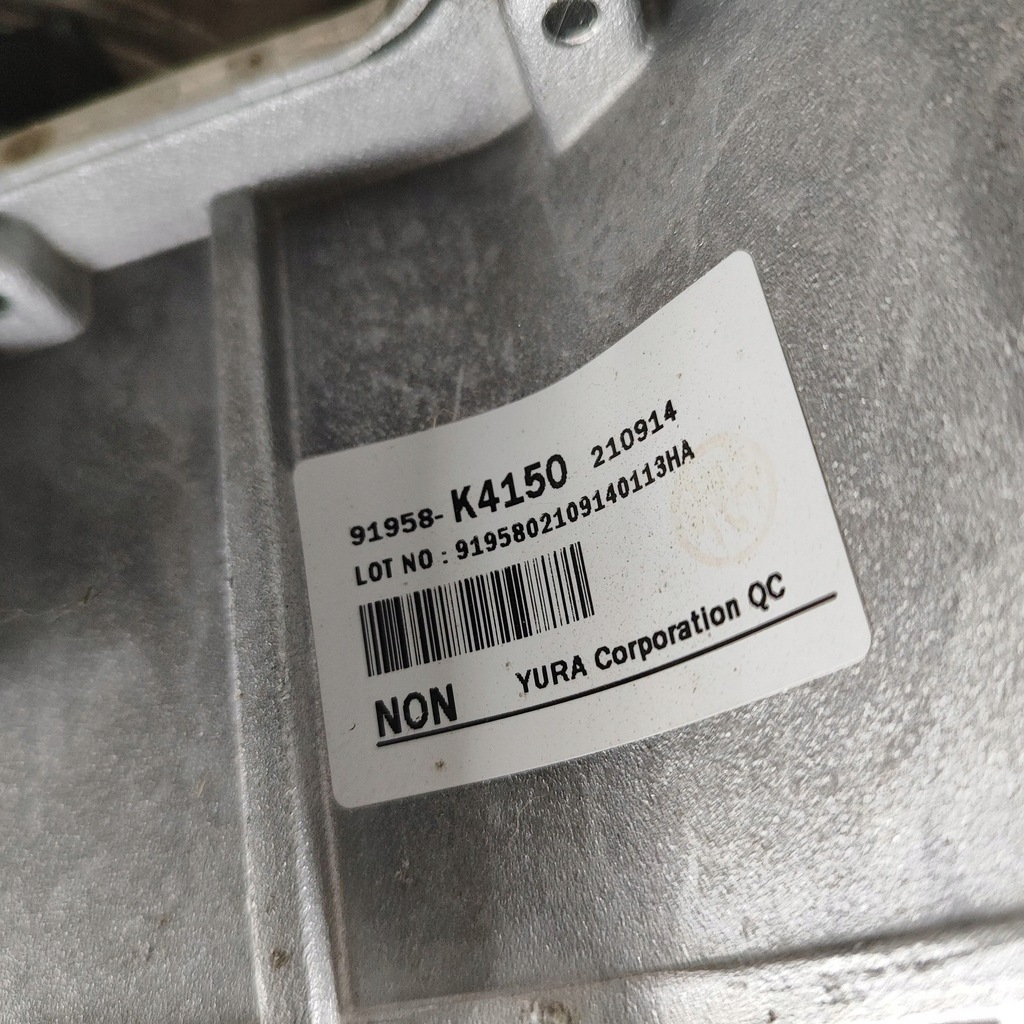 91958-K4150 210914
LOT NO : 9195802109140113HA
NON YURA Corporation QC